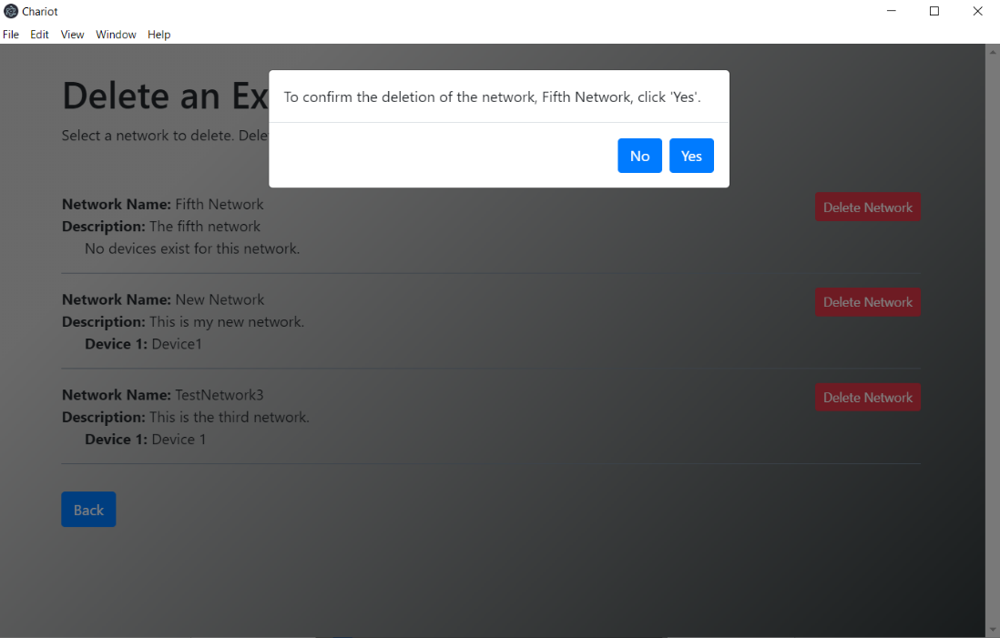 Chariot
File Edit View Window Help
To confirm the deletion of the network, Fifth Network, click 'Yes'.
No Yes
Delete an Ex
Select a network to delete.
Network Name: Fifth Network
Delete Network
Description: The fifth network
No devices exist for this network.
Network Name: New Network
Delete Network
Description: This is my new network.
Device 1: Device1
Network Name: TestNetwork3
Delete Network
Description: This is the third network.
Device 1: Device 1
Back